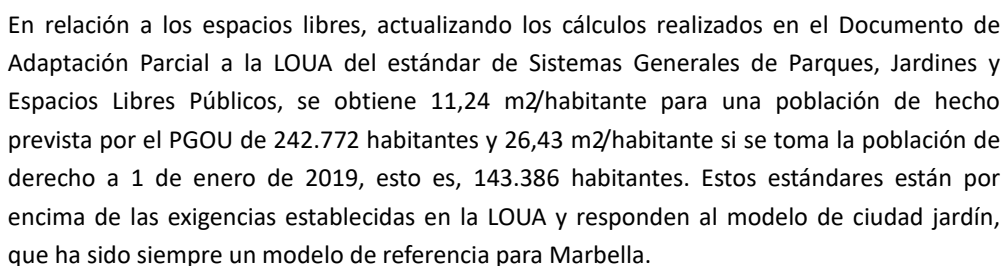 En relación a los espacios libres, actualizando los cálculos realizados en el Documento de
Adaptación Parcial a la LOUA del estándar de Sistemas Generales de Parques, Jardines y
Espacios Libres Públicos, se obtiene 11,24 m2/habitante para una población de hecho
prevista por el PGOU de 242.772 habitantes y 26,43 m2/habitante si se toma la población de
derecho a 1 de enero de 2019, esto es, 143.386 habitantes. Estos estándares están por
encima de las exigencias establecidas en la LOUA y responden al modelo de ciudad jardín,
que ha sido siempre un modelo de referencia para Marbella.